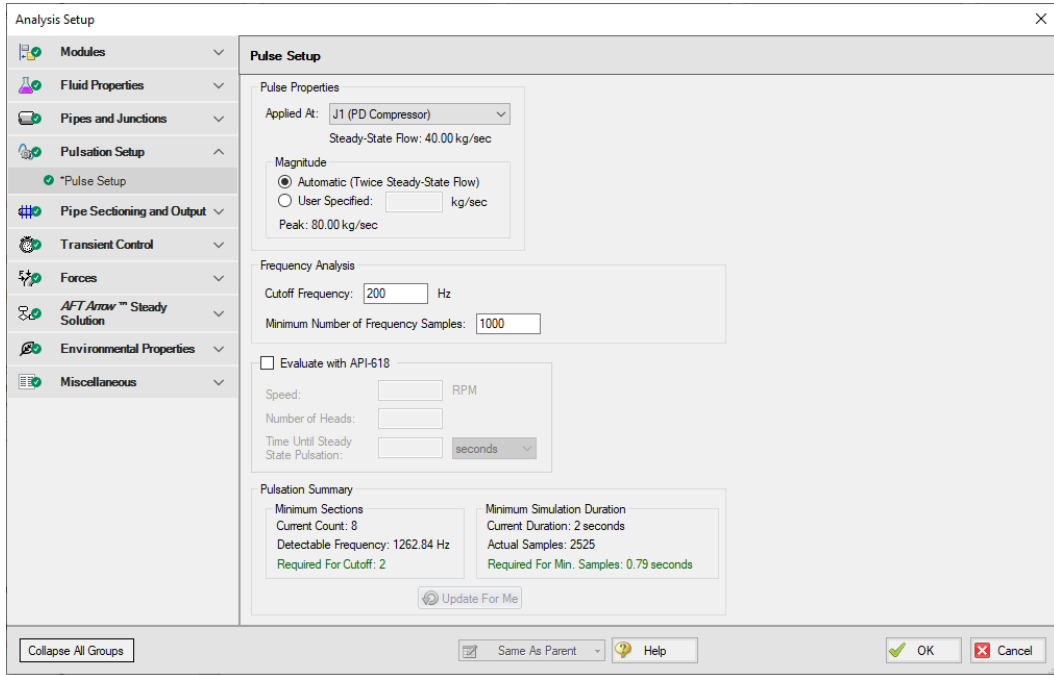 Analysis Setup
Modules
Fluid Properties
Pipes and Junctions
Pulsation Setup
*Pulse Setup
Pipe Sectioning and Output
Transient Control
Forces
AFT Arrow ™ Steady
Solution
Environmental Properties
Miscellaneous
Pulse Setup
Pulse Properties
Applied At: J1 (PD Compressor)
Steady-State Flow: 40.00 kg/sec
Magnitude
Automatic (Twice Steady-State Flow)
User Specified: kg/sec
Peak: 80.00 kg/sec
Frequency Analysis
Cutoff Frequency: 200 Hz
Minimum Number of Frequency Samples: 1000
Evaluate with API-618
Speed: RPM
Number of Heads:
Time Until Steady
State Pulsation: seconds
Pulsation Summary
Minimum Sections
Current Count: 8
Detectable Frequency: 1262.84 Hz
Required For Cutoff: 2
Minimum Simulation Duration
Current Duration: 2 seconds
Actual Samples: 2525
Required For Min. Samples: 0.79 seconds
Update For Me
Collapse All Groups
Same As Parent
Help
OK
Cancel